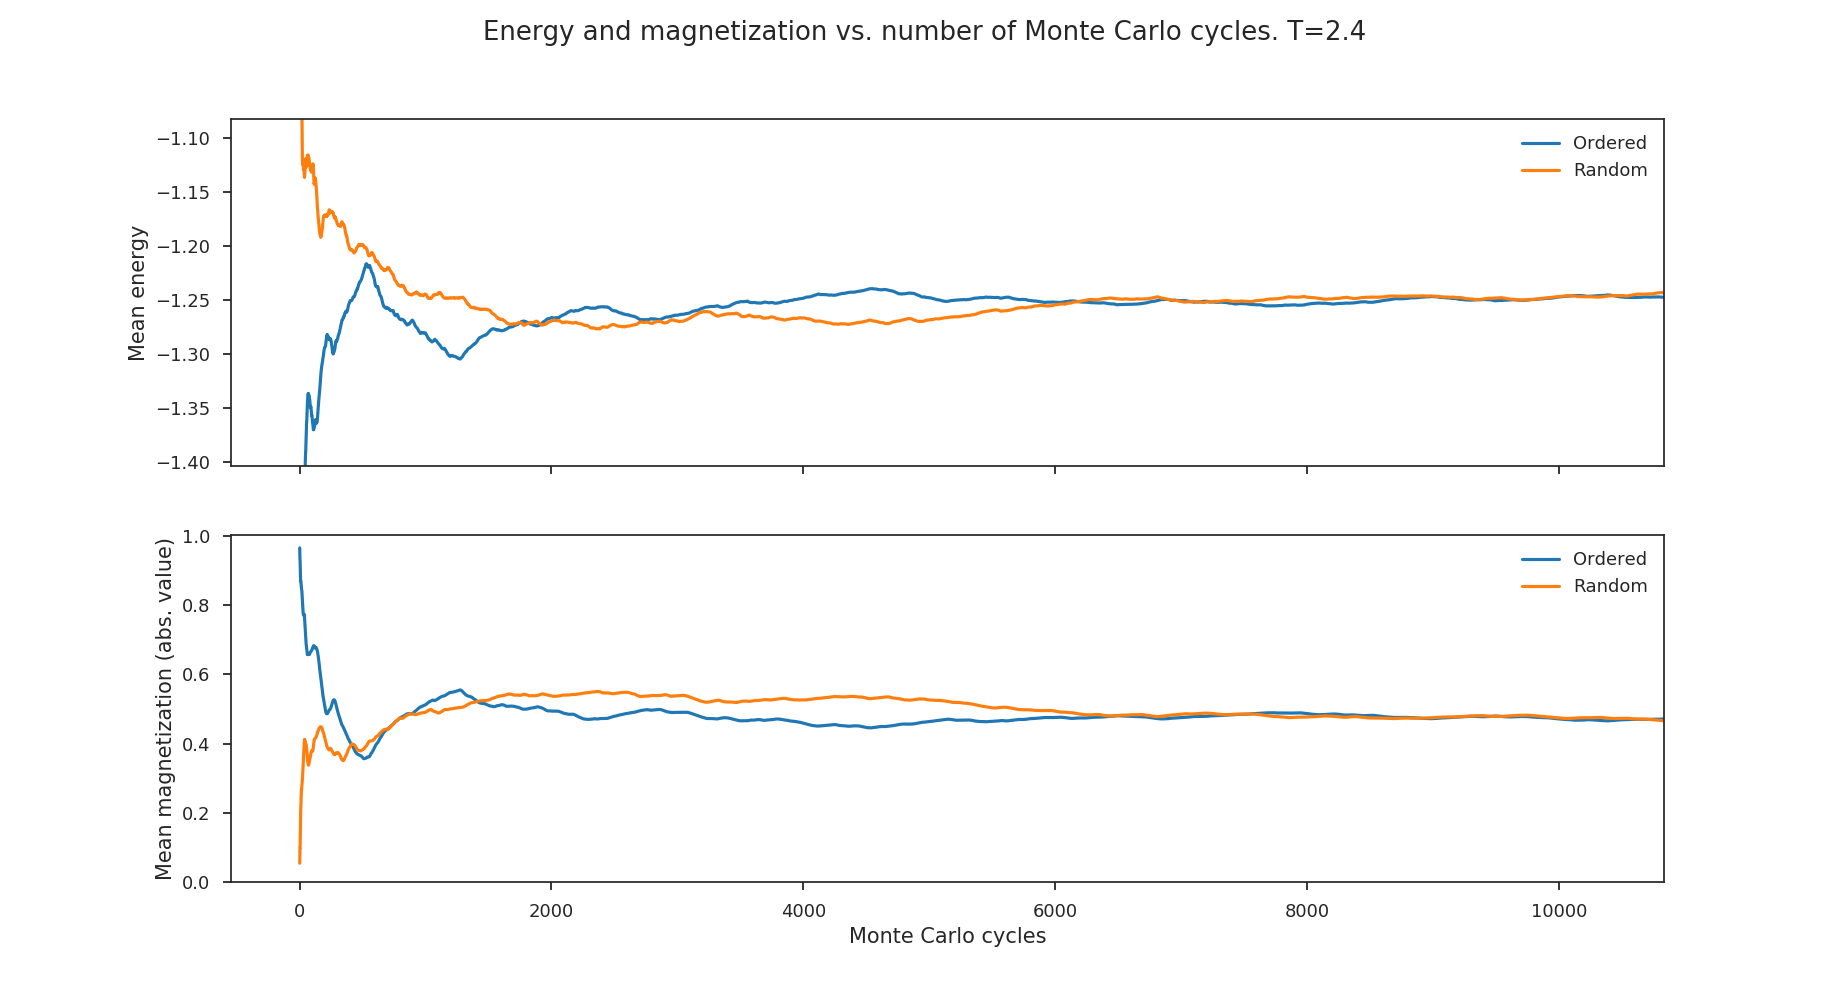 Energy and magnetization vs. number of Monte Carlo cycles. T=2.4
Mean energy
−1.10
−1.15
−1.20
−1.25
−1.30
−1.35
−1.40
Ordered
Random
Mean magnetization (abs. value)
1.0
0.8
0.6
0.4
0.2
0.0
Ordered
Random
0 2000 4000 6000 8000 10000
Monte Carlo cycles